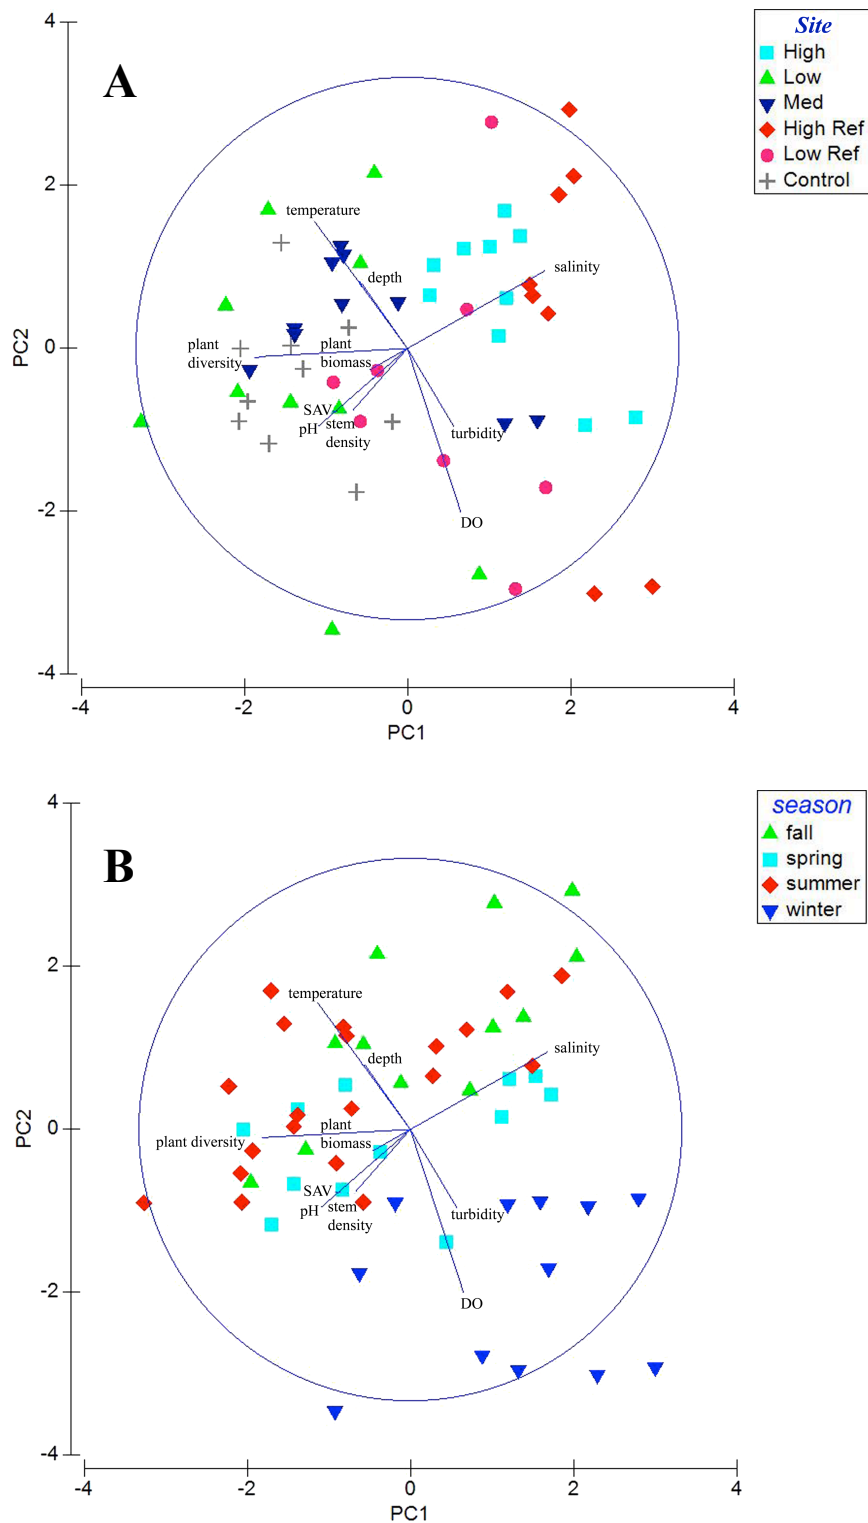 4
A
Site
High
Low
Med
High Ref
Low Ref
Control
2
temperature
salinity
depth
PC2
0
plant
diversity
plant
biomass
SAV
pH
stem
density
turbidity
-2
DO
-4
-4
-2
0
2
4
PC1
4
B
season
fall
spring
summer
winter
2
temperature
salinity
depth
PC2
0
plant diversity
plant
biomass
SAV
pH
stem
density
turbidity
-2
DO
-4
-4
-2
0
2
4
PC1